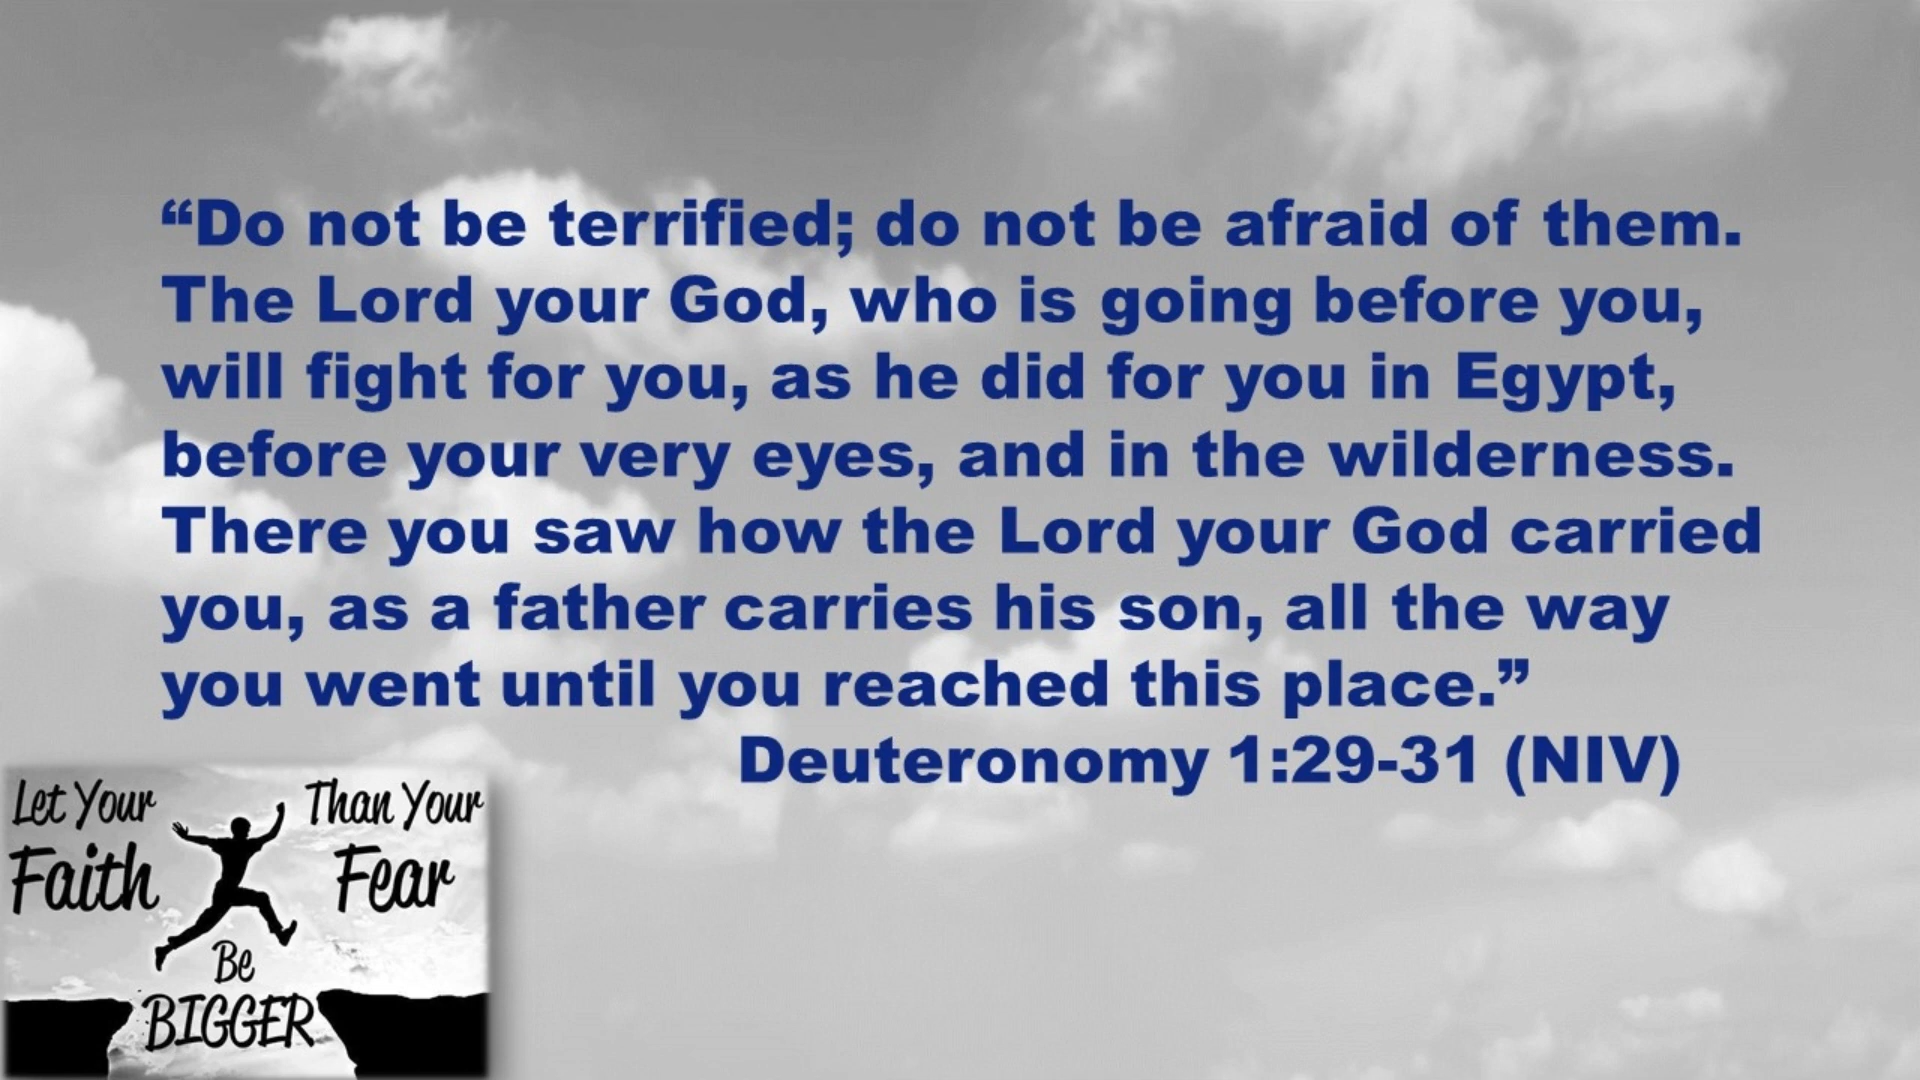 “Do not be terrified; do not be afraid of them.
The Lord your God, who is going before you,
will fight for you, as he did for you in Egypt,
before your very eyes, and in the wilderness.
There you saw how the Lord your God carried
you, as a father carries his son, all the way
you went until you reached this place.”
Deuteronomy 1:29-31 (NIV)
Let Your
Faith
Be
BIGGER
Than Your
Fear